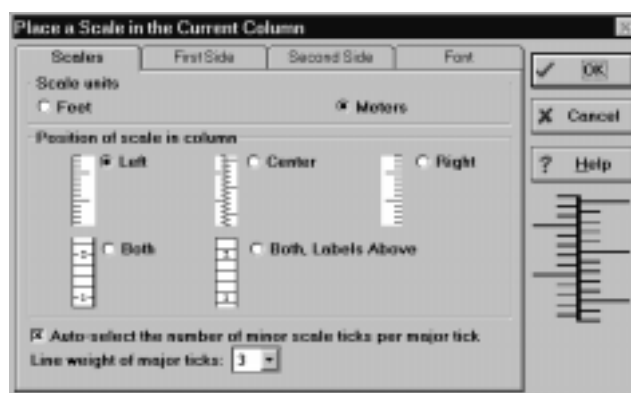 Place a Scale in the Current Column
Scales First Side Second Side Font
Scale units
Feet Meters
Position of scale in column
Left Center Right
Both Both, Labels Above
Auto-select the number of minor scale ticks per major tick
Line weight of major ticks: 3
OK
Cancel
? Help